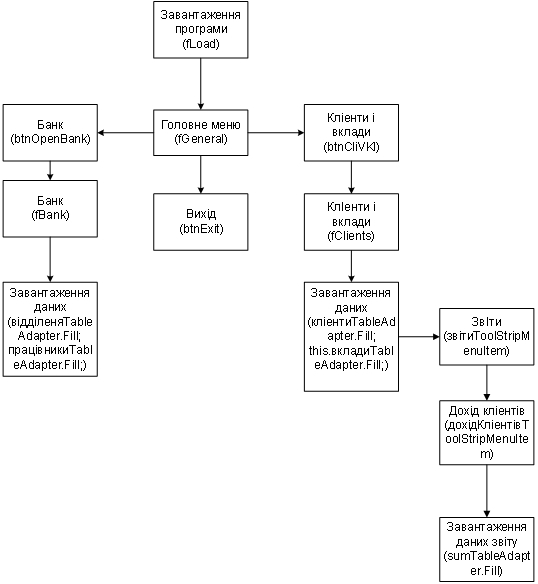 Завантаження
програми
(fLoad)
Банк
(btnOpenBank)
Головне меню
(fGeneral)
Клієнти і
вклади
(btnCliVKl)
Банк
(fBank)
Вихід
(btnExit)
Клієнти і
вклади
(fClients)
Завантаження
даних
(відділеняTable
Adapter.Fill;
працівникиTabl
eAdapter.Fill;)
Завантаження
даних
(клієнтиTableAd
apter.Fill;
this.вкладиTabl
eAdapter.Fill;)
Звіти
(звітиToolStripM
enuItem)
Дохід клієнтів
(дохідКлієнтівT
oolStripMenuIte
m)
Завантаження
даних звіту
(sumTableAdapt
er.Fill)